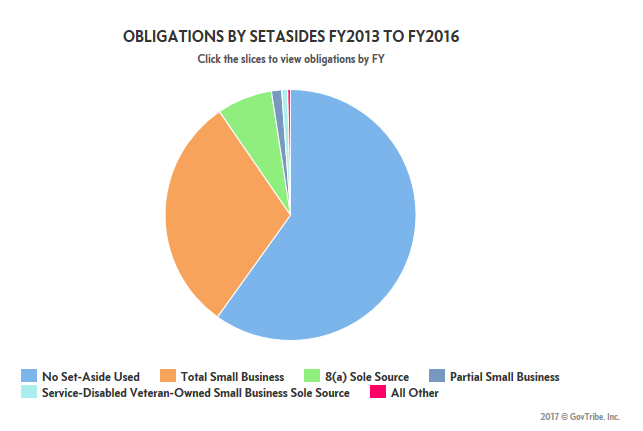 OBLIGATIONS BY SETASIDES FY2013 TO FY2016
Click the slices to view obligations by FY
No Set-Aside Used Total Small Business 8(a) Sole Source Partial Small Business
Service-Disabled Veteran-Owned Small Business Sole Source All Other
2017 © GovTribe. Inc.